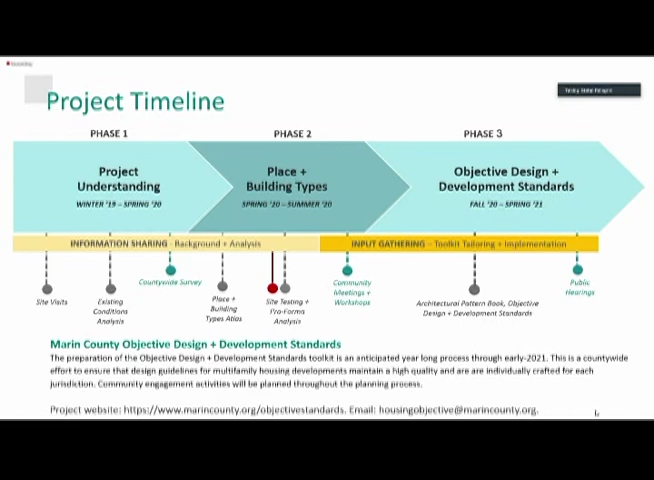 Project Timeline
PHASE 1
PHASE 2
PHASE 3
Project
Understanding
WINTER '19 – SPRING '20
Place +
Building Types
SPRING '20 – SUMMER '20
Objective Design +
Development Standards
FALL '20 – SPRING '21
INFORMATION SHARING - Background + Analysis
INPUT GATHERING – Toolkit Tailoring + Implementation
Site Visits
Existing
Conditions
Analysis
Countywide Survey
Place +
Building
Types Atlas
Site Testing +
Pro-Forma
Analysis
Community
Meetings +
Workshops
Architectural Pattern Book, Objective
Design + Development Standards
Public
Hearings
Marin County Objective Design + Development Standards
The preparation of the Objective Design + Development Standards toolkit is an anticipated year long process through early-2021. This is a countywide
effort to ensure that design guidelines for multifamily housing developments maintain a high quality and are are individually crafted for each
jurisdiction. Community engagement activities will be planned throughout the planning process.
Project website: https://www.marincounty.org/objectivestandards. Email: housingobjective@marincounty.org.